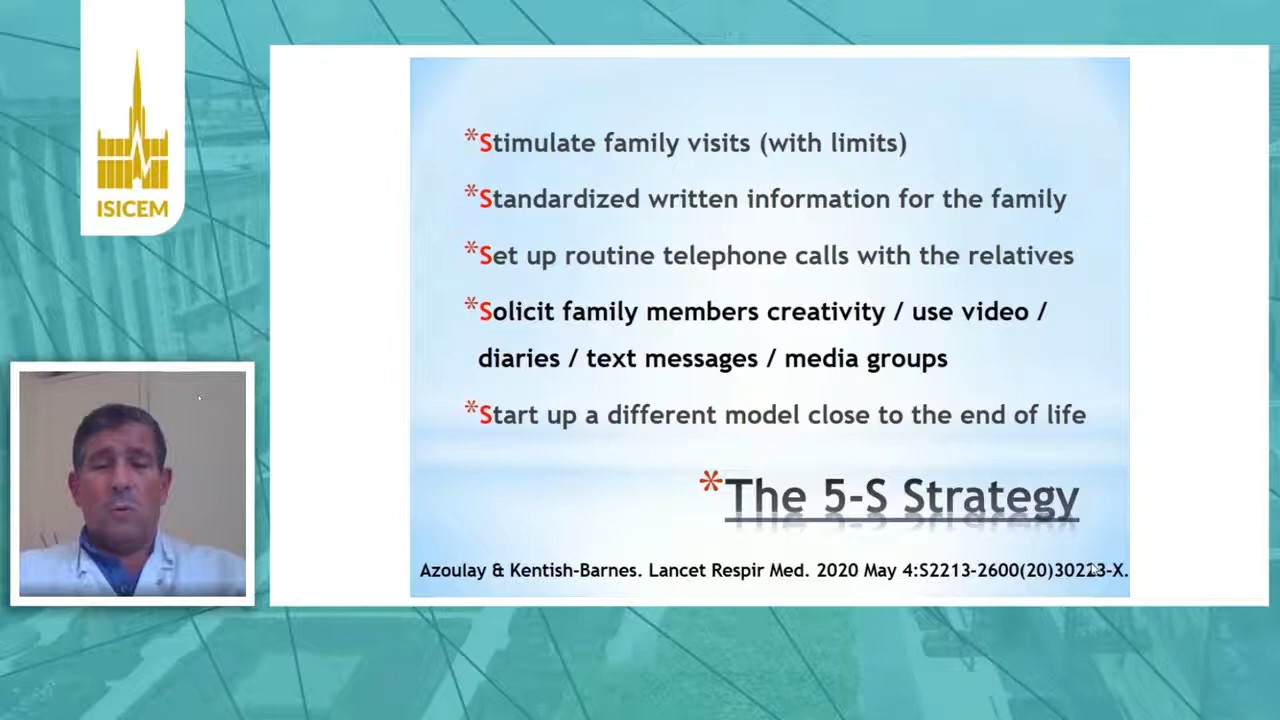 ISICEM
*Stimulate family visits (with limits)
*Standardized written information for the family
*Set up routine telephone calls with the relatives
*Solicit family members creativity / use video /
diaries / text messages / media groups
*Start up a different model close to the end of life
*The 5-S Strategy
Azoulay & Kentish-Barnes. Lancet Respir Med. 2020 May 4:S2213-2600(20)30223-X.